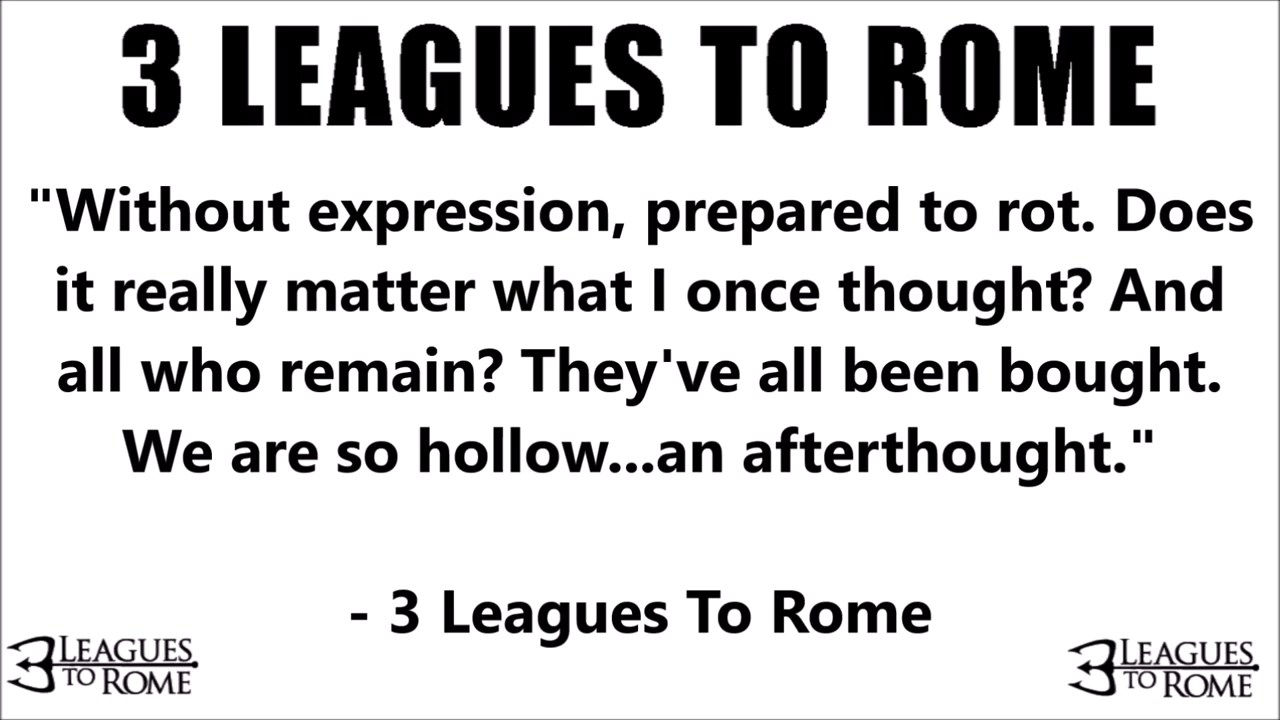 3 LEAGUES TO ROME
"Without expression, prepared to rot. Does
it really matter what I once thought? And
all who remain? They've all been bought.
We are so hollow...an afterthought."
- 3 Leagues To Rome
3 LEAGUES
TO ROME
3 LEAGUES
TO ROME